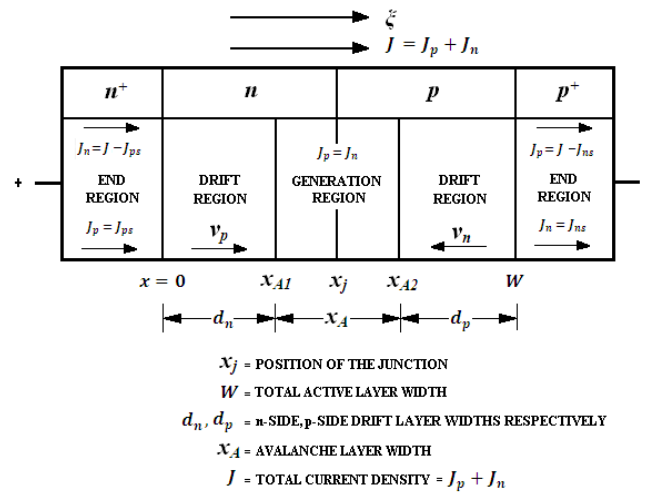 ξ
J = Jp + Jn
n+ n p p+
Jn = J – Jps Jp = Jn Jp = J – Jns
+ END REGION DRIFT REGION GENERATION REGION DRIFT REGION END REGION
Jp = Jps vp vn Jn = Jns
x = 0 xA1 xj xA2 W
dn xA dp
xj = POSITION OF THE JUNCTION
W = TOTAL ACTIVE LAYER WIDTH
dn, dp = n-SIDE, p-SIDE DRIFT LAYER WIDTHS RESPECTIVELY
xA = AVALANCHE LAYER WIDTH
J = TOTAL CURRENT DENSITY = Jp + Jn